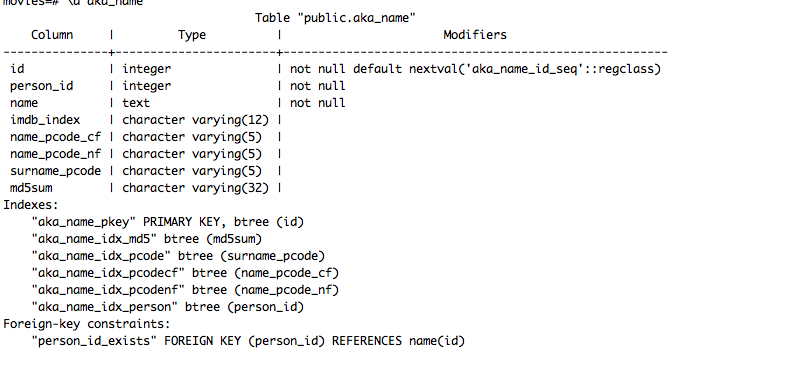 movies=# \d aka_name
Table "public.aka_name"
Column | Type | Modifiers
--------------+-----------------------+-----------------------------------------------------
id | integer | not null default nextval('aka_name_id_seq'::regclass)
person_id | integer | not null
name | text | not null
imdb_index | character varying(12) |
name_pcode_cf | character varying(5) |
name_pcode_nf | character varying(5) |
surname_pcode | character varying(5) |
md5sum | character varying(32) |
Indexes:
"aka_name_pkey" PRIMARY KEY, btree (id)
"aka_name_idx_md5" btree (md5sum)
"aka_name_idx_pcode" btree (surname_pcode)
"aka_name_idx_pcodecf" btree (name_pcode_cf)
"aka_name_idx_pcodenf" btree (name_pcode_nf)
"aka_name_idx_person" btree (person_id)
Foreign-key constraints:
"person_id_exists" FOREIGN KEY (person_id) REFERENCES name(id)